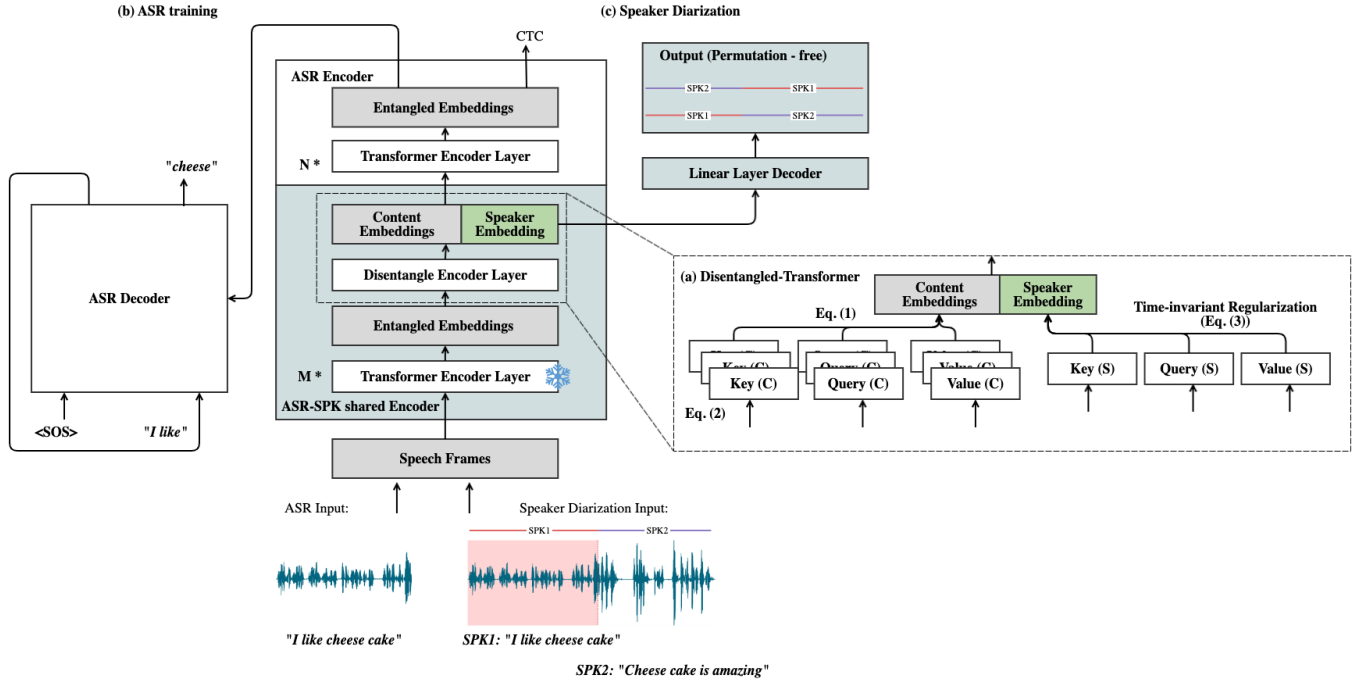 (b) ASR training
(c) Speaker Diarization
CTC
ASR Encoder
Entangled Embeddings
N *
Transformer Encoder Layer
Content
Embeddings
Speaker
Embedding
Disentangle Encoder Layer
Entangled Embeddings
M *
Transformer Encoder Layer
ASR-SPK shared Encoder
Speech Frames
"cheese"
ASR Decoder
<SOS>
"I like"
Output (Permutation - free)
SPK2
SPK1
SPK1
SPK2
Linear Layer Decoder
(a) Disentangled-Transformer
Content
Embeddings
Speaker
Embedding
Eq. (1)
Time-invariant Regularization
(Eq. (3))
Key (C)
Query (C)
Value (C)
Key (C)
Query (C)
Value (C)
Key (S)
Query (S)
Value (S)
Eq. (2)
ASR Input:
Speaker Diarization Input:
SPK1
SPK2
"I like cheese cake"
SPK1: "I like cheese cake"
SPK2: "Cheese cake is amazing"